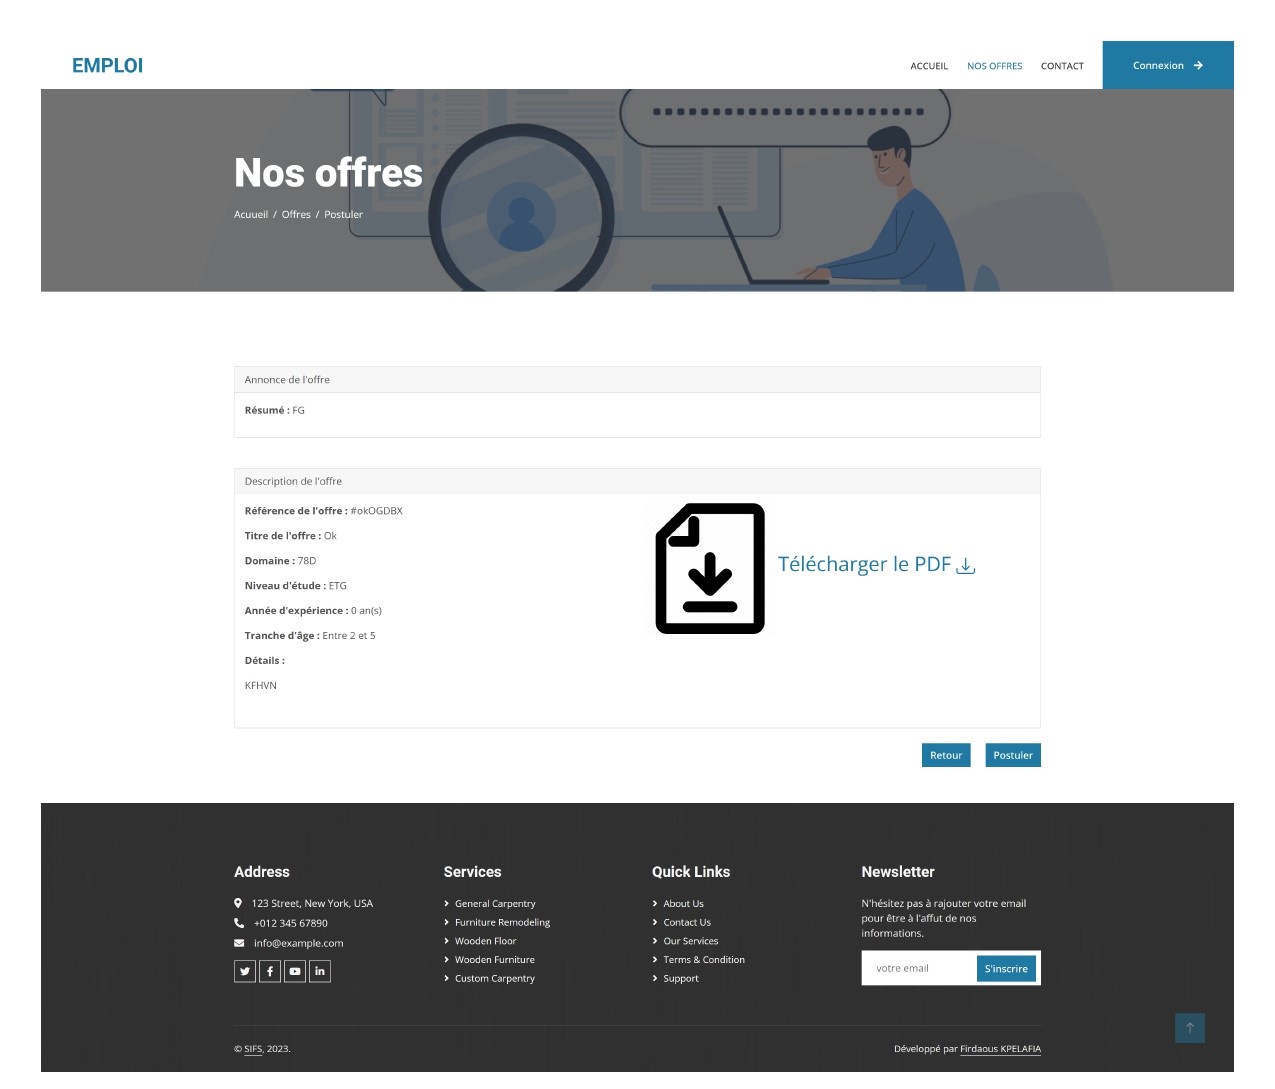 EMPLOI
ACCUEIL
NOS OFFRES
CONTACT
Connexion
Nos offres
Acuueil / Offres / Postuler
Annonce de l'offre
Résumé : FG
Description de l'offre
Référence de l'offre : #okOGDBX
Titre de l'offre : Ok
Domaine : 78D
Niveau d'étude : ETG
Année d'expérience : 0 an(s)
Tranche d'âge : Entre 2 et 5
Détails :
KFHVN
Télécharger le PDF
Retour
Postuler
Address
123 Street, New York, USA
+012 345 67890
info@example.com
Services
General Carpentry
Furniture Remodeling
Wooden Floor
Wooden Furniture
Custom Carpentry
Quick Links
About Us
Contact Us
Our Services
Terms & Condition
Support
Newsletter
N'hésitez pas à rajouter votre email
pour être à l'affut de nos
informations.
votre email
S'inscrire
© SIFS, 2023.
Développé par Firdaous KPELAFIA